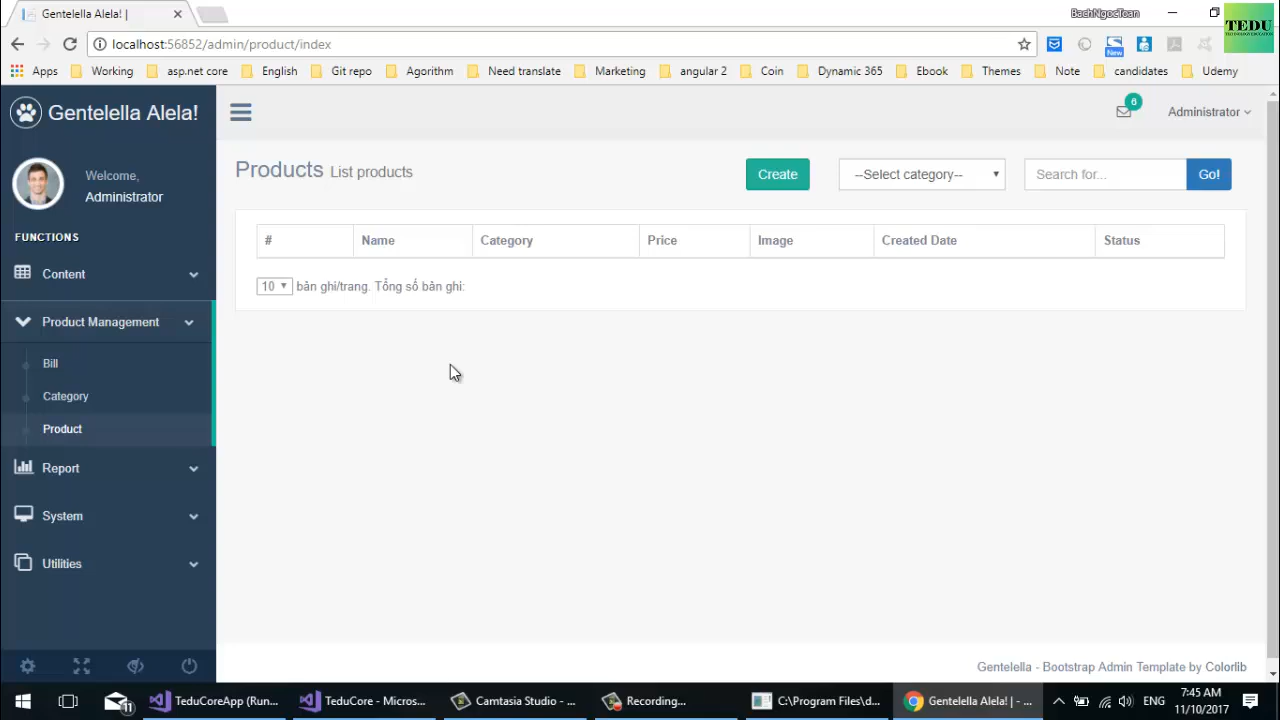 Gentelella Alela! |
BachNgocToan
TEDU
localhost:56852/admin/product/index
New
Apps Working asp.net core English Git repo Agorithm Need translate Marketing angular 2 Coin Dynamic 365 Ebook Themes Note candidates Udemy
Gentelella Alela!
6
Administrator
Welcome,
Administrator
Products List products
Create
--Select category--
Search for...
Go!
FUNCTIONS
# Name Category Price Image Created Date Status
Content
10 bản ghi/trang. Tổng số bản ghi:
Product Management
Bill
Category
Product
Report
System
Utilities
Gentelella - Bootstrap Admin Template by Colorlib
11
TeduCoreApp (Run...
TeduCore - Micros...
Camtasia Studio - ...
Recording...
C:\Program Files\d...
Gentelella Alela! | - ...
ENG
7:45 AM
11/10/2017